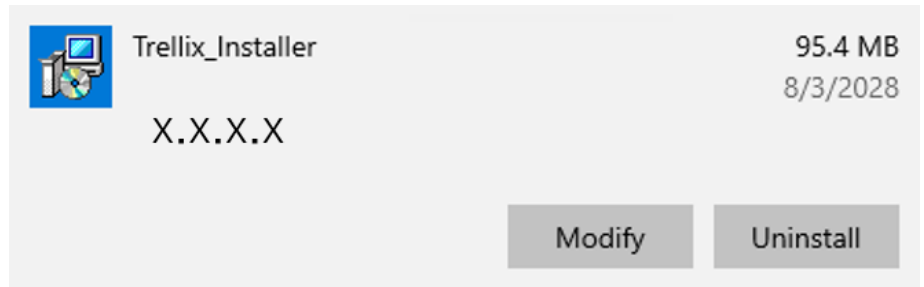 Trellix_Installer
95.4 MB
8/3/2028
X.X.X.X
Modify
Uninstall